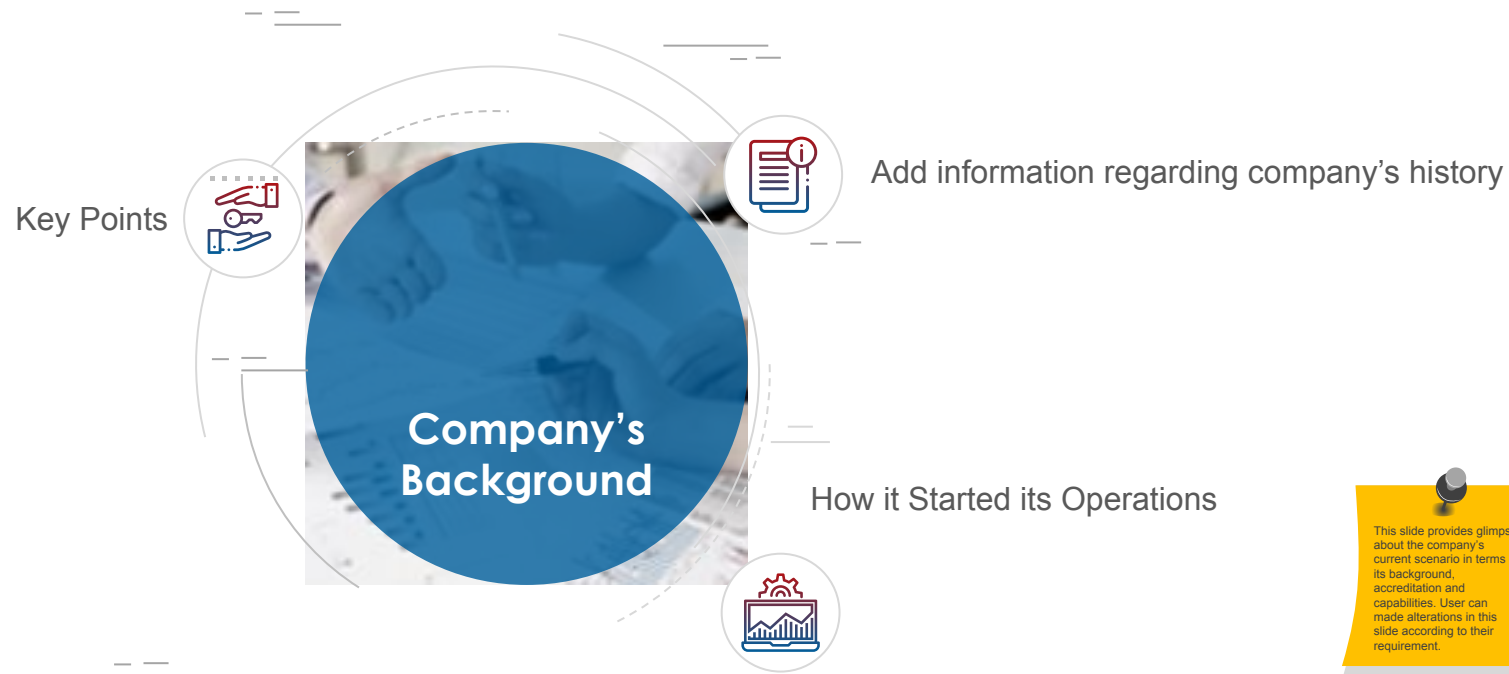 Add information regarding company’s history
Key Points
Company’s
Background
How it Started its Operations
This slide provides glimps
about the company’s
current scenario in terms
its background,
accreditation and
capabilities. User can
made alterations in this
slide according to their
requirement.